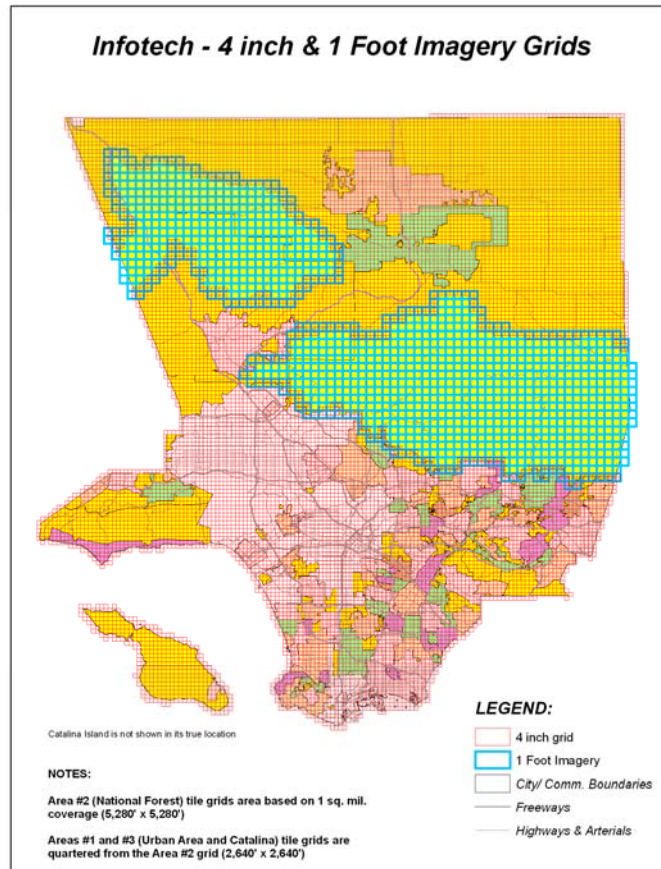 Infotech - 4 inch & 1 Foot Imagery Grids
Catalina Island is not shown in its true location
LEGEND:
4 inch grid
1 Foot Imagery
City/ Comm. Boundaries
Freeways
Highways & Arterials
NOTES:
Area #2 (National Forest) tile grids area based on 1 sq. mil.
coverage (5,280' x 5,280')
Areas #1 and #3 (Urban Area and Catalina) tile grids are
quartered from the Area #2 grid (2,640' x 2,640')